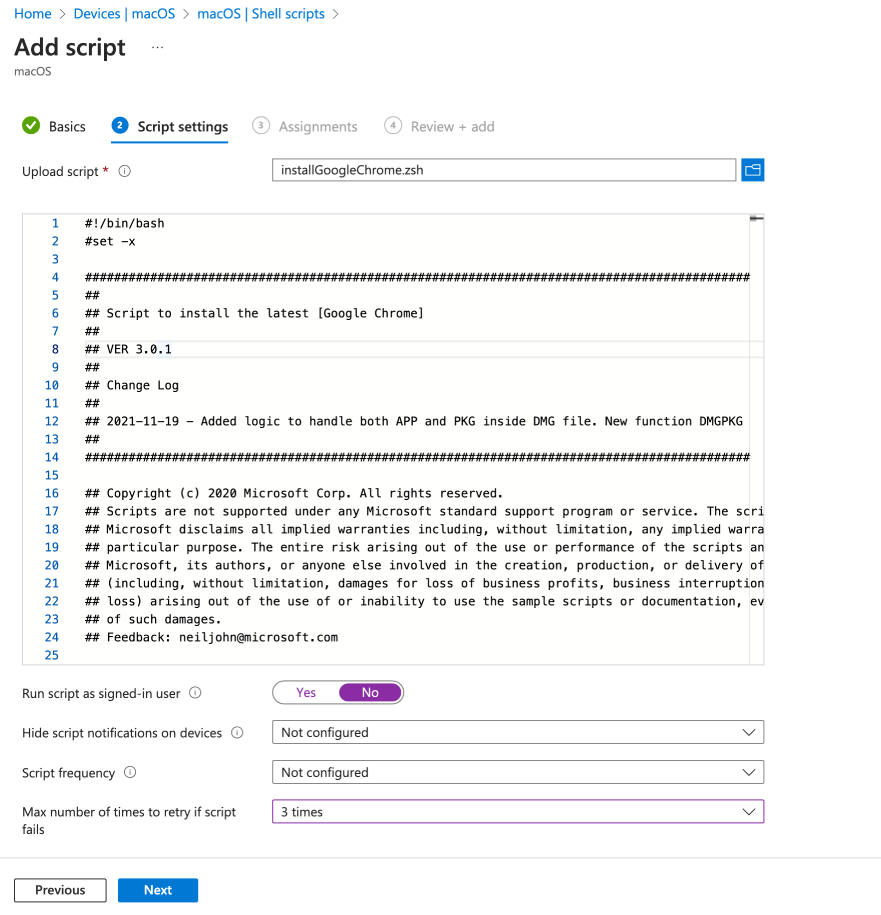 Home > Devices | macOS > macOS | Shell scripts >
Add script ...
macOS
Basics 2 Script settings 3 Assignments 4 Review + add
Upload script * installGoogleChrome.zsh
1 #!/bin/bash
2 #set -x
3
4 ############################################################################################
5 ##
6 ## Script to install the latest [Google Chrome]
7 ##
8 ## VER 3.0.1
9 ##
10 ## Change Log
11 ##
12 ## 2021-11-19 - Added logic to handle both APP and PKG inside DMG file. New function DMGPKG
13 ##
14 ############################################################################################
15
16 ## Copyright (c) 2020 Microsoft Corp. All rights reserved.
17 ## Scripts are not supported under any Microsoft standard support program or service. The scri
18 ## Microsoft disclaims all implied warranties including, without limitation, any implied warra
19 ## particular purpose. The entire risk arising out of the use or performance of the scripts an
20 ## Microsoft, its authors, or anyone else involved in the creation, production, or delivery of
21 ## (including, without limitation, damages for loss of business profits, business interruption
22 ## loss) arising out of the use of or inability to use the sample scripts or documentation, ev
23 ## of such damages.
24 ## Feedback: neiljohn@microsoft.com
25
Run script as signed-in user Yes No
Hide script notifications on devices Not configured
Script frequency Not configured
Max number of times to retry if script 3 times
fails
Previous Next